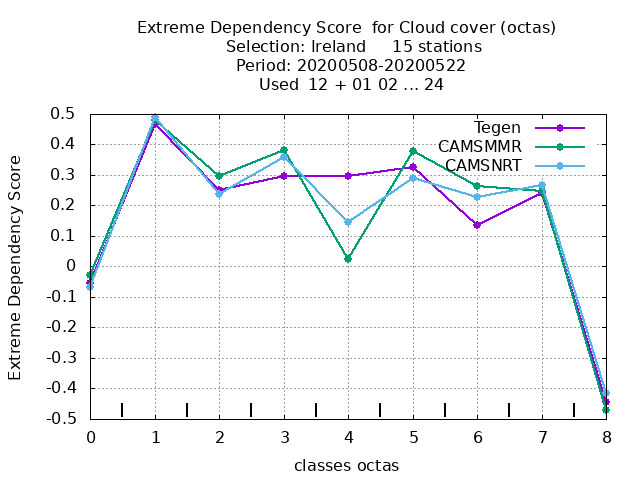 Extreme Dependency Score  for Cloud cover (octas)
Selection: Ireland     15 stations
Period: 20200508-20200522
Used  12 + 01 02 ... 24
Tegen
CAMSMMR
CAMSNRT
Extreme Dependency Score
0.5
0.4
0.3
0.2
0.1
0
-0.1
-0.2
-0.3
-0.4
-0.5
0 1 2 3 4 5 6 7 8
classes octas